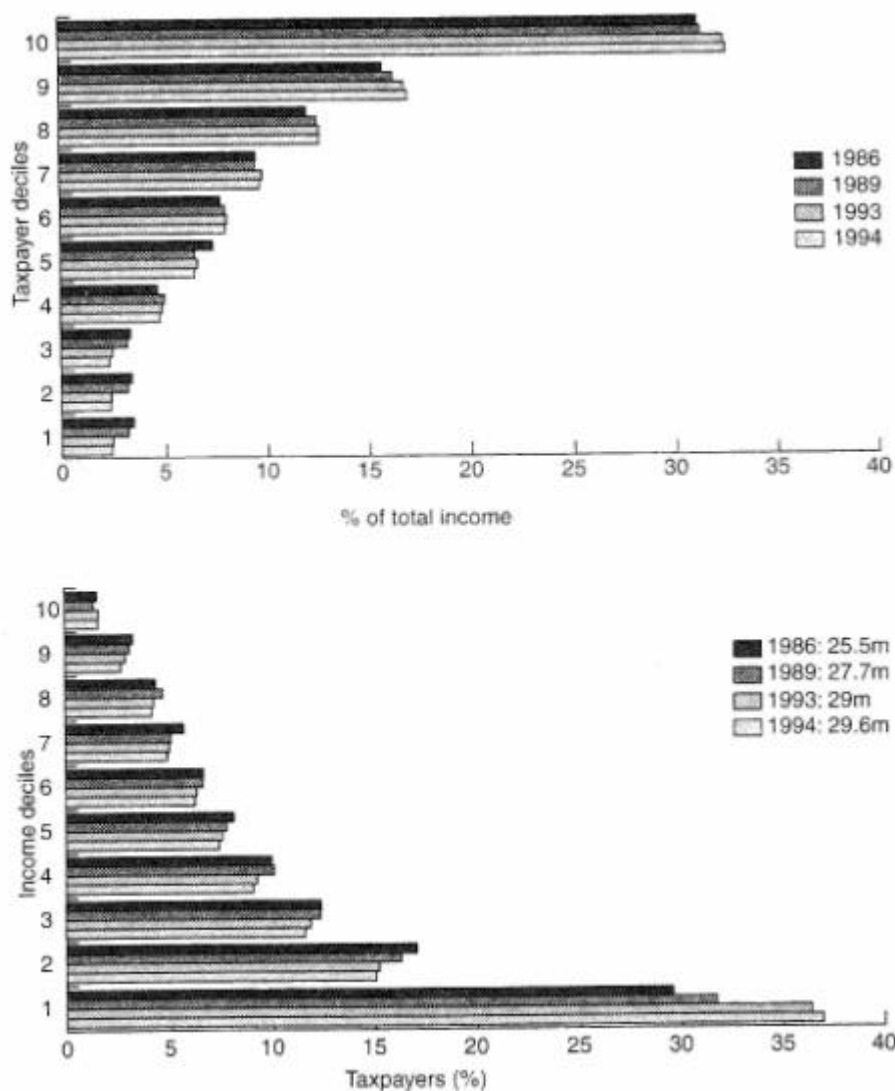 10
9
8
7
6
5
4
3
2
1
Taxpayer deciles
1986
1989
1993
1994
0 5 10 15 20 25 30 35 40
% of total income
10
9
8
7
6
5
4
3
2
1
Income deciles
1986: 25.5m
1989: 27.7m
1993: 29m
1994: 29.6m
0 5 10 15 20 25 30 35 40
Taxpayers (%)